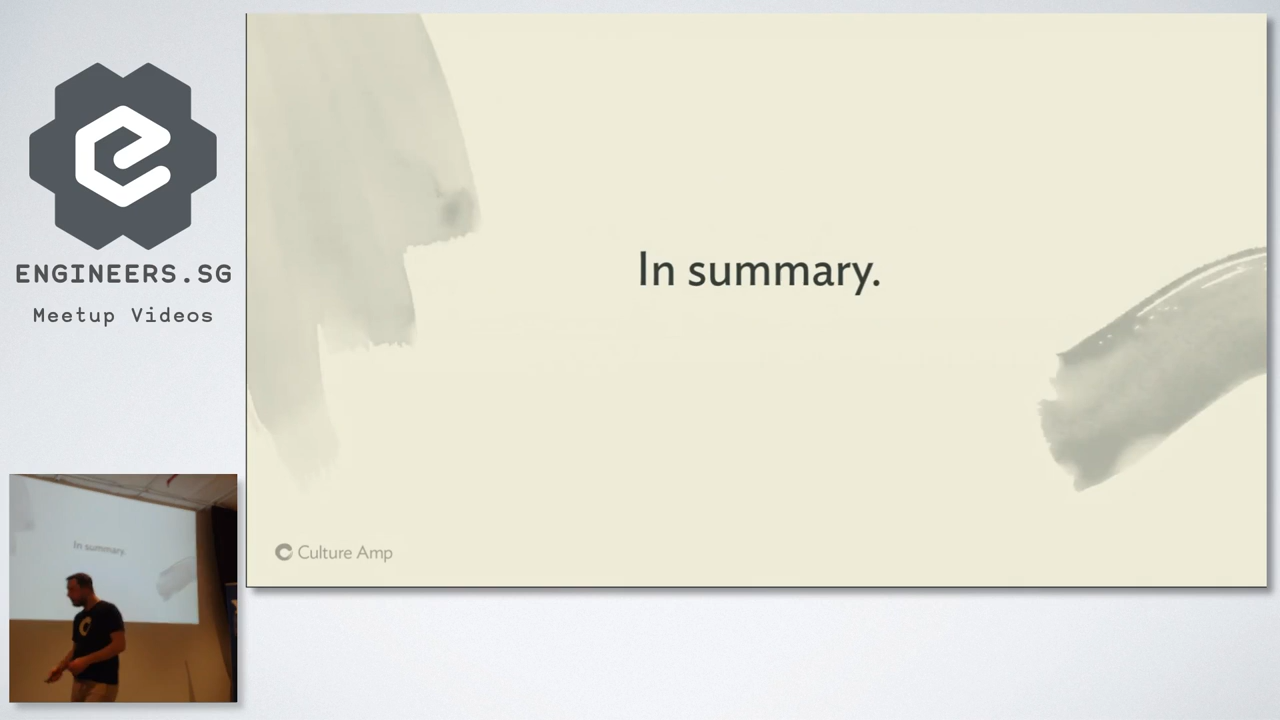 ENGINEERS.SG
Meetup Videos
In summary.
Culture Amp
In summary.